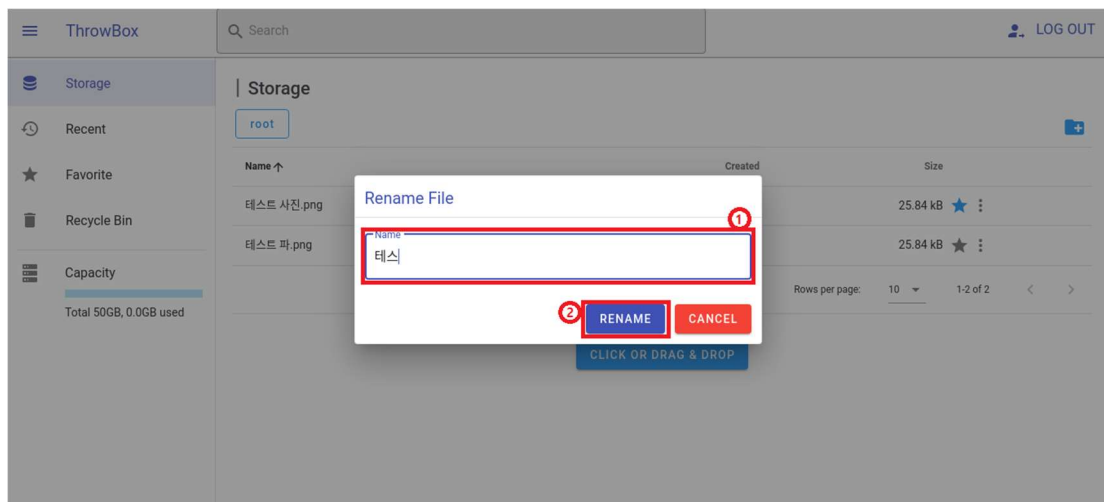 ThrowBox
Search
LOG OUT
Storage
Recent
Favorite
Recycle Bin
Capacity
Total 50GB, 0.0GB used
| Storage
root
Name Created Size
테스트 사진.png 25.84 kB
테스트 파.png 25.84 kB
Rows per page: 10 1-2 of 2
CLICK OR DRAG & DROP
Rename File
1
Name
테스
2
RENAME CANCEL